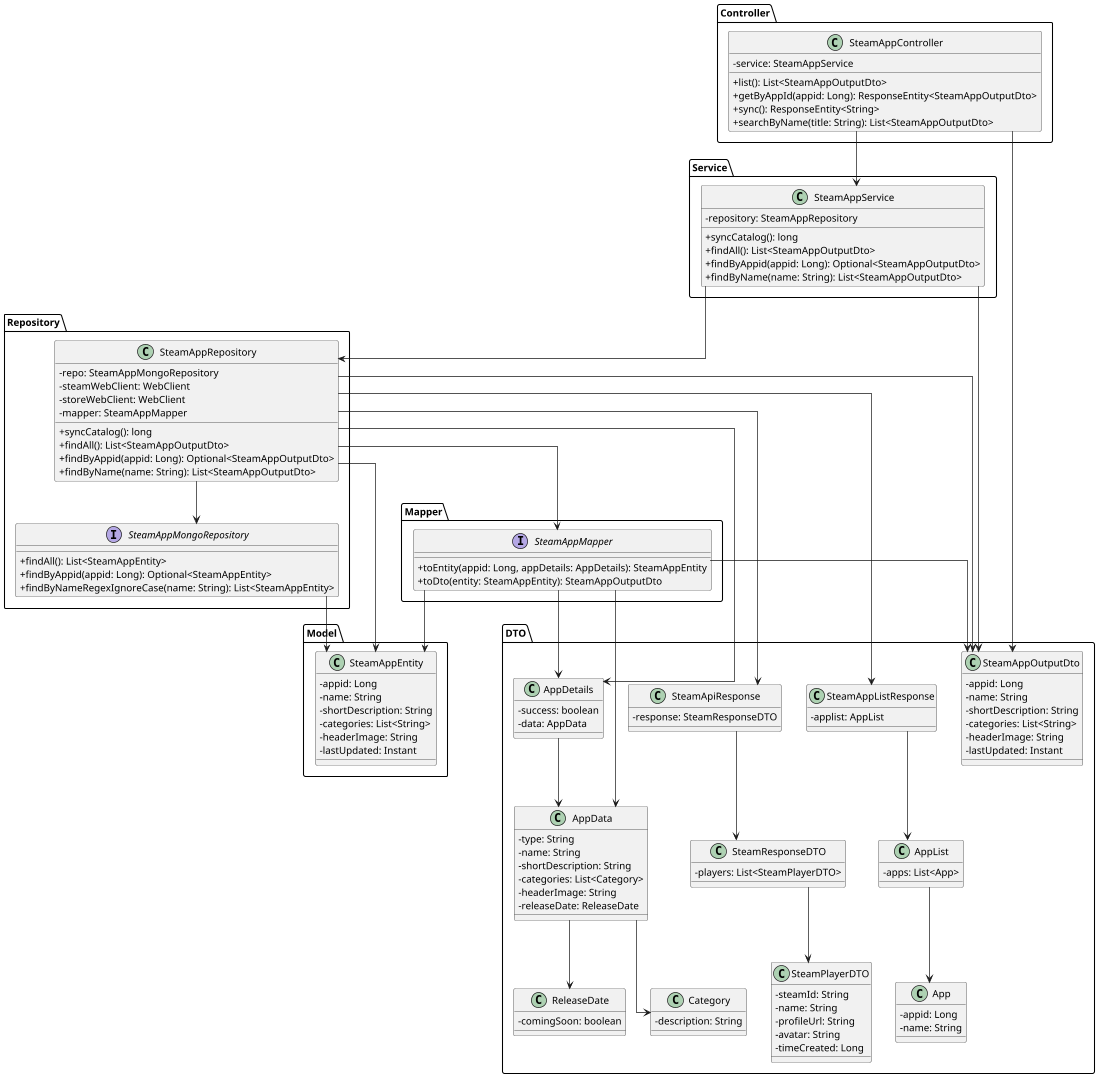 Controller
C SteamAppController
-service: SteamAppService
+list(): List<SteamAppOutputDto>
+getByAppId(appid: Long): ResponseEntity<SteamAppOutputDto>
+sync(): ResponseEntity<String>
+searchByName(title: String): List<SteamAppOutputDto>
Service
C SteamAppService
-repository: SteamAppRepository
+syncCatalog(): long
+findAll(): List<SteamAppOutputDto>
+findByAppid(appid: Long): Optional<SteamAppOutputDto>
+findByName(name: String): List<SteamAppOutputDto>
Repository
C SteamAppRepository
-repo: SteamAppMongoRepository
-steamWebClient: WebClient
-storeWebClient: WebClient
-mapper: SteamAppMapper
+syncCatalog(): long
+findAll(): List<SteamAppOutputDto>
+findByAppid(appid: Long): Optional<SteamAppOutputDto>
+findByName(name: String): List<SteamAppOutputDto>
I SteamAppMongoRepository
+findAll(): List<SteamAppEntity>
+findByAppid(appid: Long): Optional<SteamAppEntity>
+findByNameRegexIgnoreCase(name: String): List<SteamAppEntity>
Mapper
I SteamAppMapper
+toEntity(appid: Long, appDetails: AppDetails): SteamAppEntity
+toDto(entity: SteamAppEntity): SteamAppOutputDto
Model
C SteamAppEntity
-appid: Long
-name: String
-shortDescription: String
-categories: List<String>
-headerImage: String
-lastUpdated: Instant
DTO
C AppDetails
-success: boolean
-data: AppData
C SteamApiResponse
-response: SteamResponseDTO
C SteamAppListResponse
-applist: AppList
C SteamAppOutputDto
-appid: Long
-name: String
-shortDescription: String
-categories: List<String>
-headerImage: String
-lastUpdated: Instant
C AppData
-type: String
-name: String
-shortDescription: String
-categories: List<Category>
-headerImage: String
-releaseDate: ReleaseDate
C SteamResponseDTO
-players: List<SteamPlayerDTO>
C AppList
-apps: List<App>
C ReleaseDate
-comingSoon: boolean
C Category
-description: String
C SteamPlayerDTO
-steamId: String
-name: String
-profileUrl: String
-avatar: String
-timeCreated: Long
C App
-appid: Long
-name: String